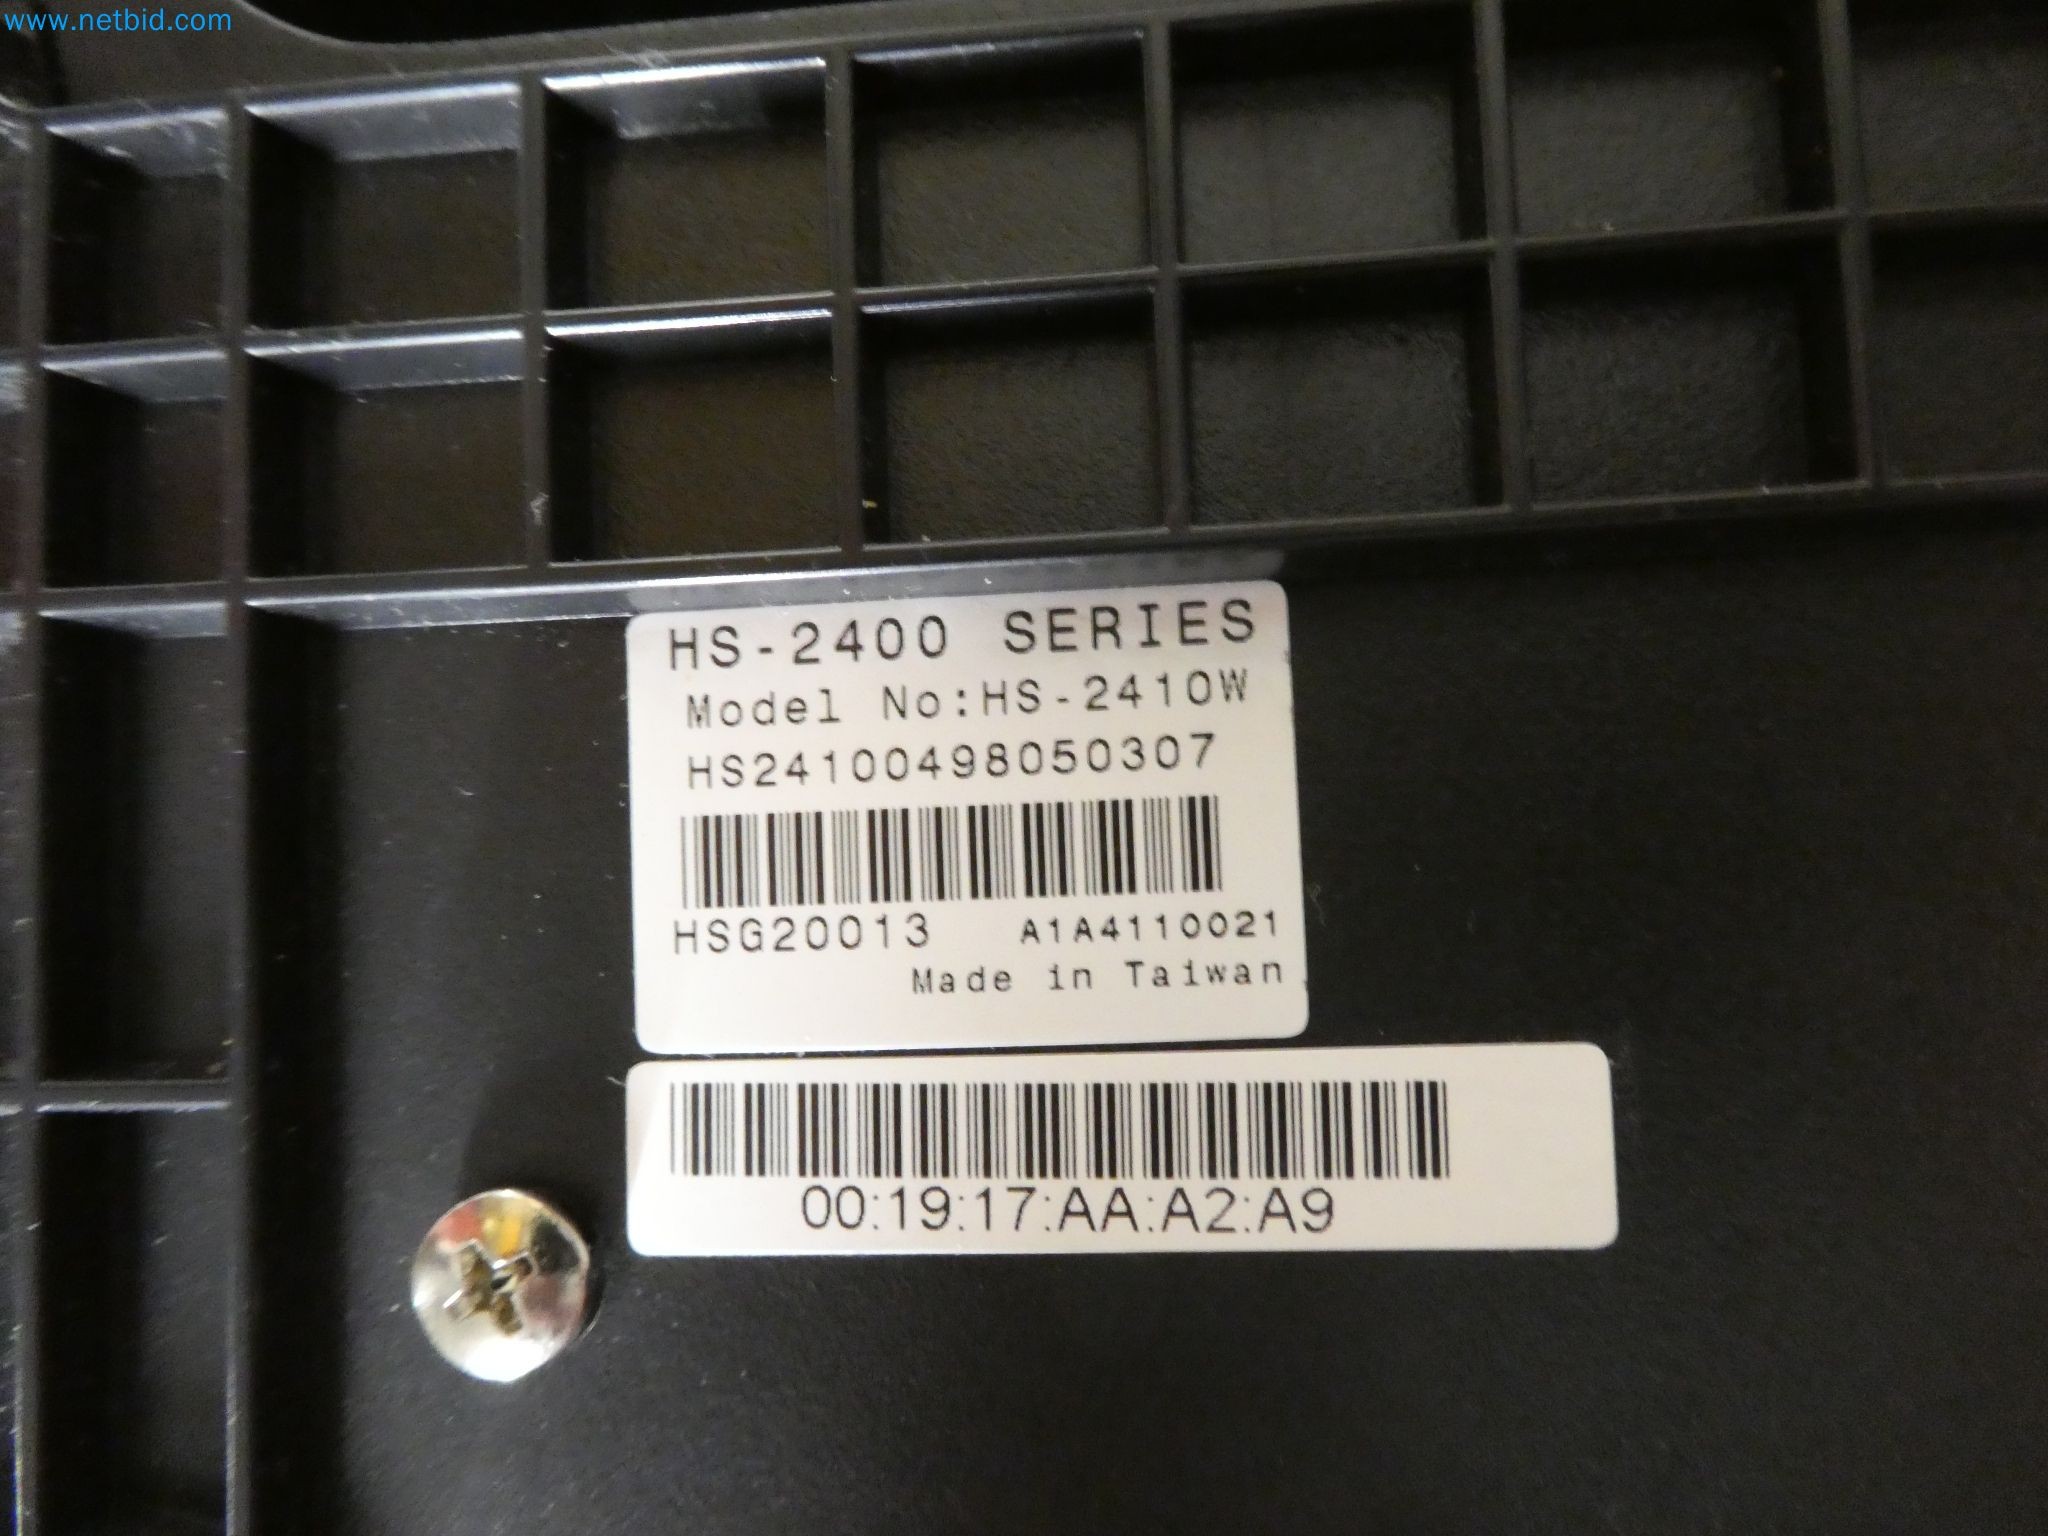 www.netbid.com
HS-2400 SERIES
Model No:HS-2410W
HS24100498050307
HSG20013 A1A4110021
Made in Taiwan
00:19:17:AA:A2:A9